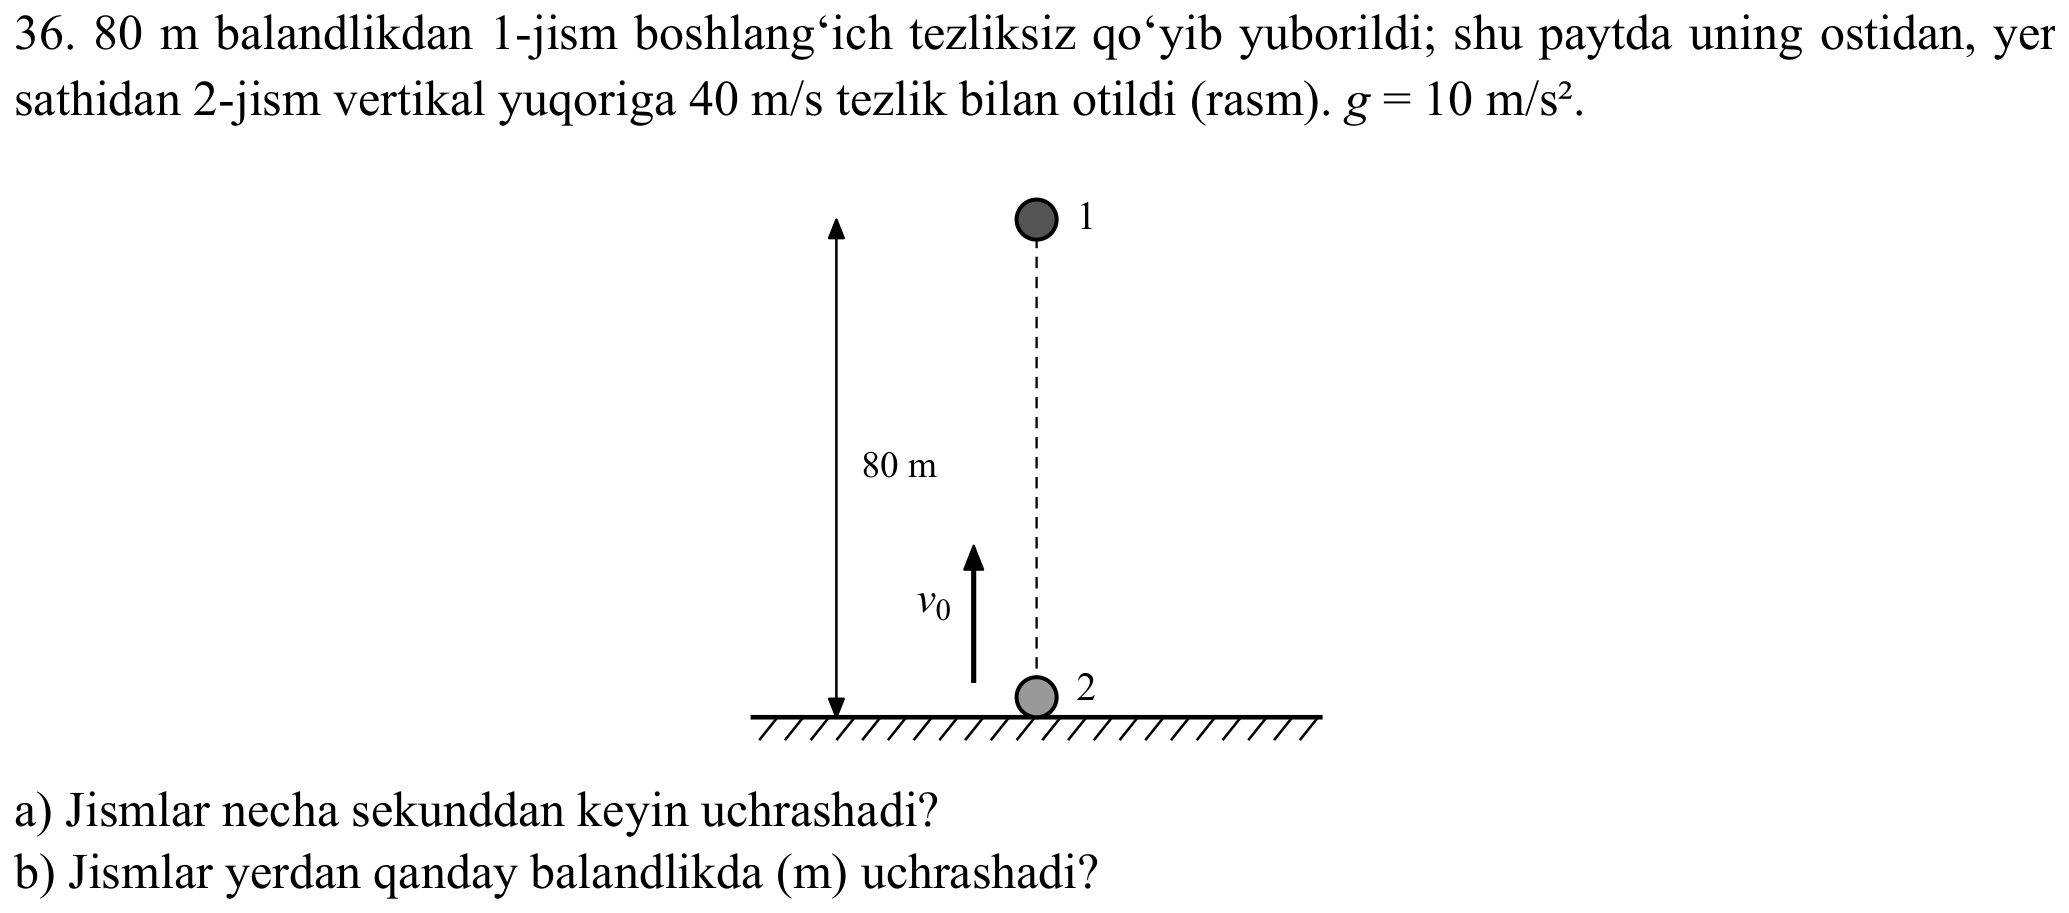 36. 80 m balandlikdan 1-jism boshlang‘ich tezliksiz qo‘yib yuborildi; shu paytda uning ostidan, yer
sathidan 2-jism vertikal yuqoriga 40 m/s tezlik bilan otildi (rasm). g = 10 m/s².
1
80 m
v₀
2
a) Jismlar necha sekunddan keyin uchrashadi?
b) Jismlar yerdan qanday balandlikda (m) uchrashadi?